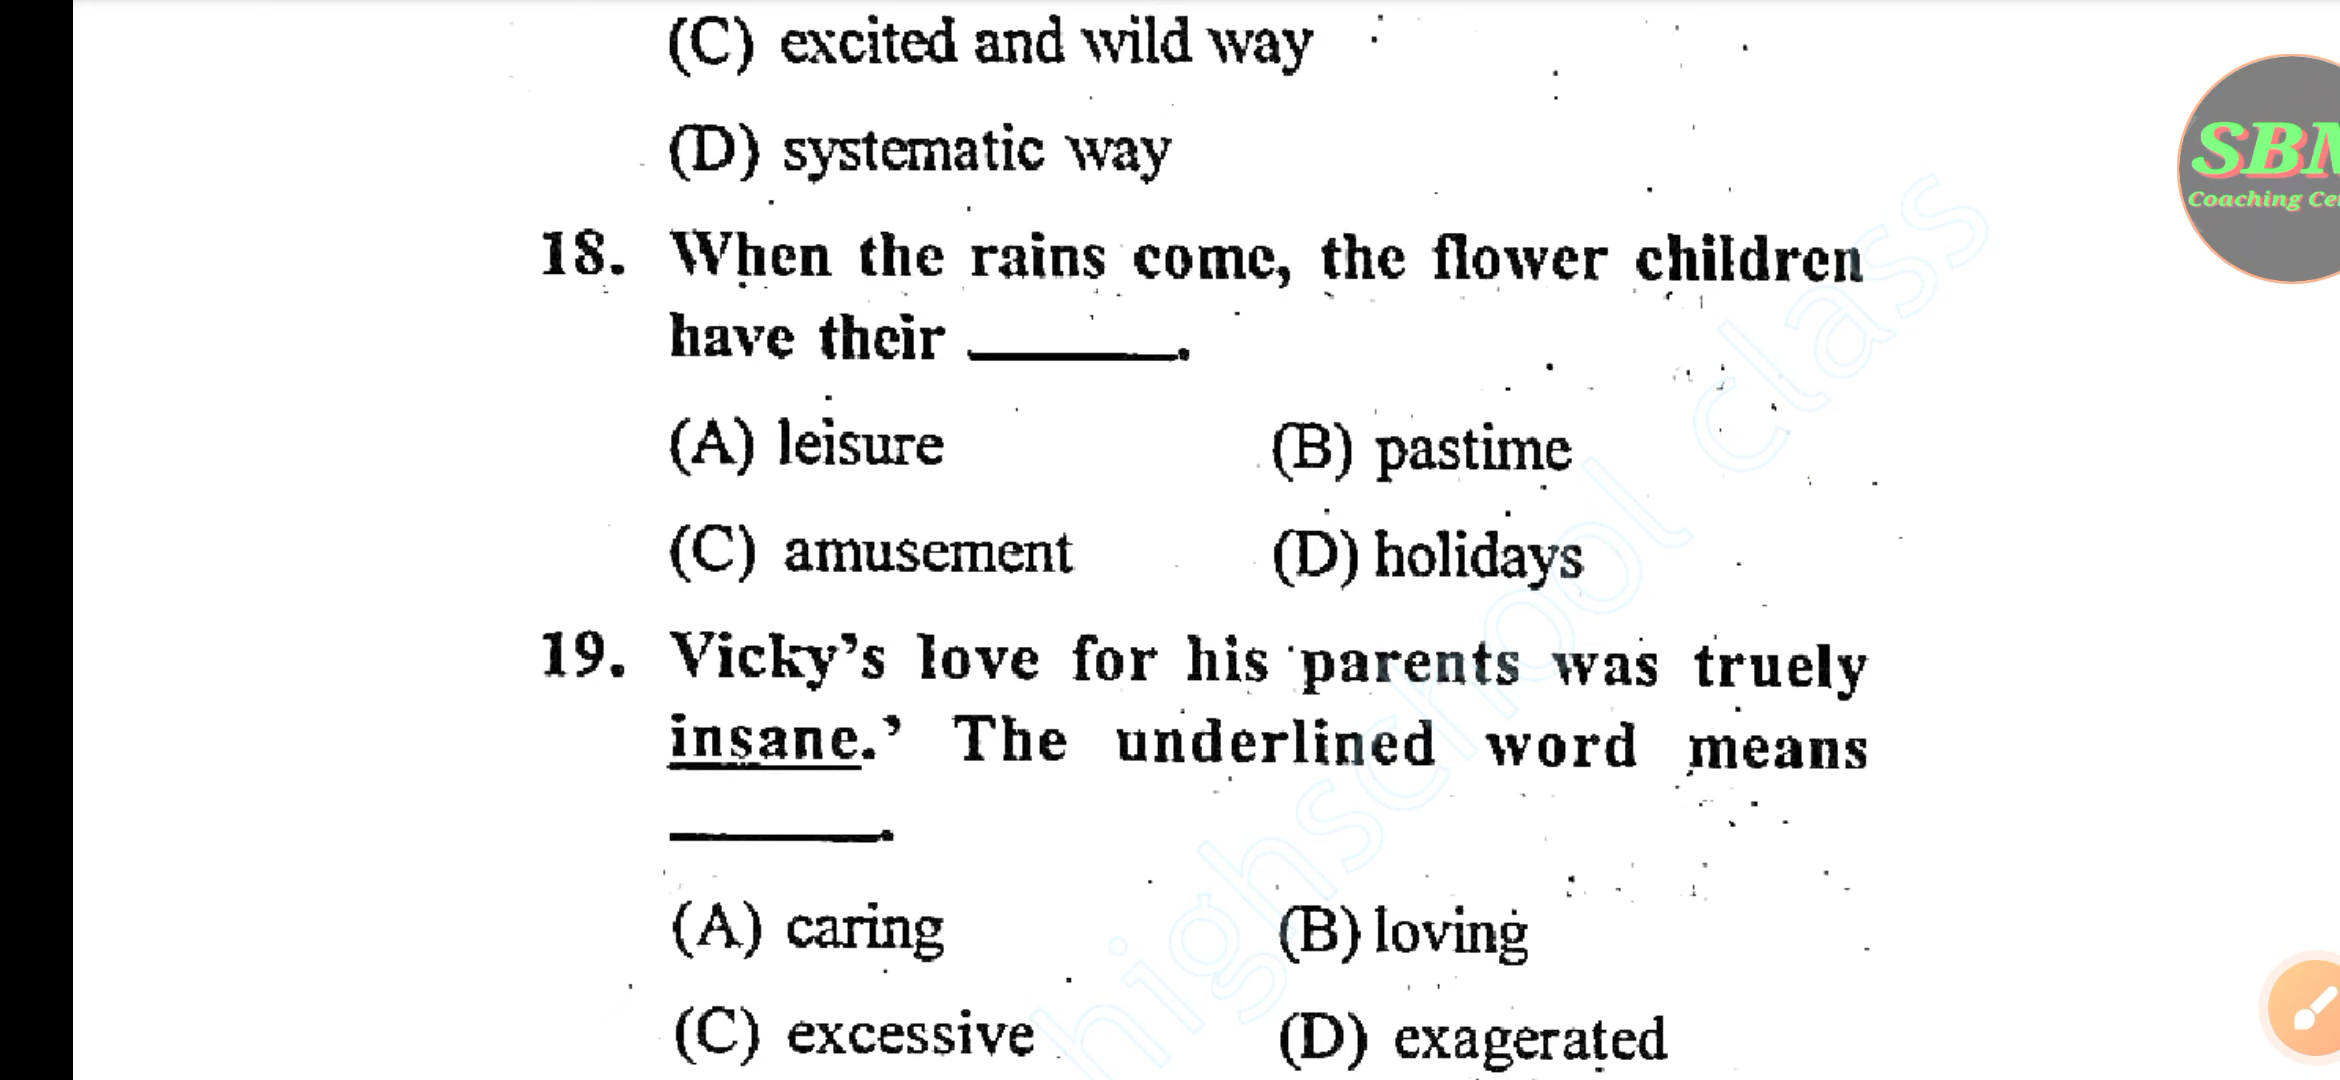 (C) excited and wild way
(D) systematic way
SBM
Coaching Ce
18. When the rains come, the flower children
have their ______.
(A) leisure (B) pastime
(C) amusement (D) holidays
19. Vicky's love for his parents was truely
insane.' The underlined word means
______.
(A) caring (B) loving
(C) excessive (D) exagerated
highschool class